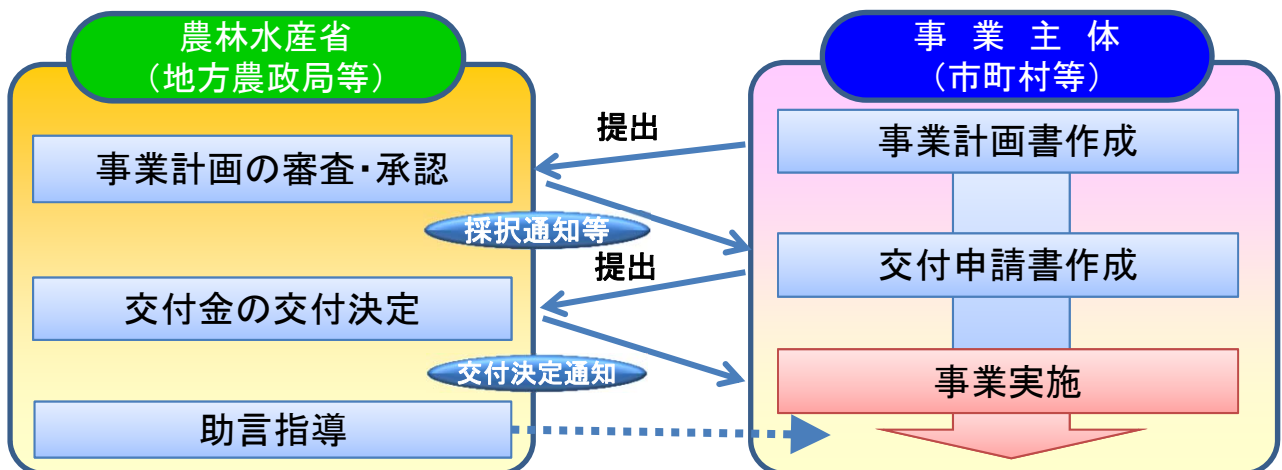 農林水産省
（地方農政局等）
事業主体
（市町村等）
提出
事業計画書作成
事業計画の審査・承認
採択通知等
交付申請書作成
提出
交付金の交付決定
交付決定通知
事業実施
助言指導